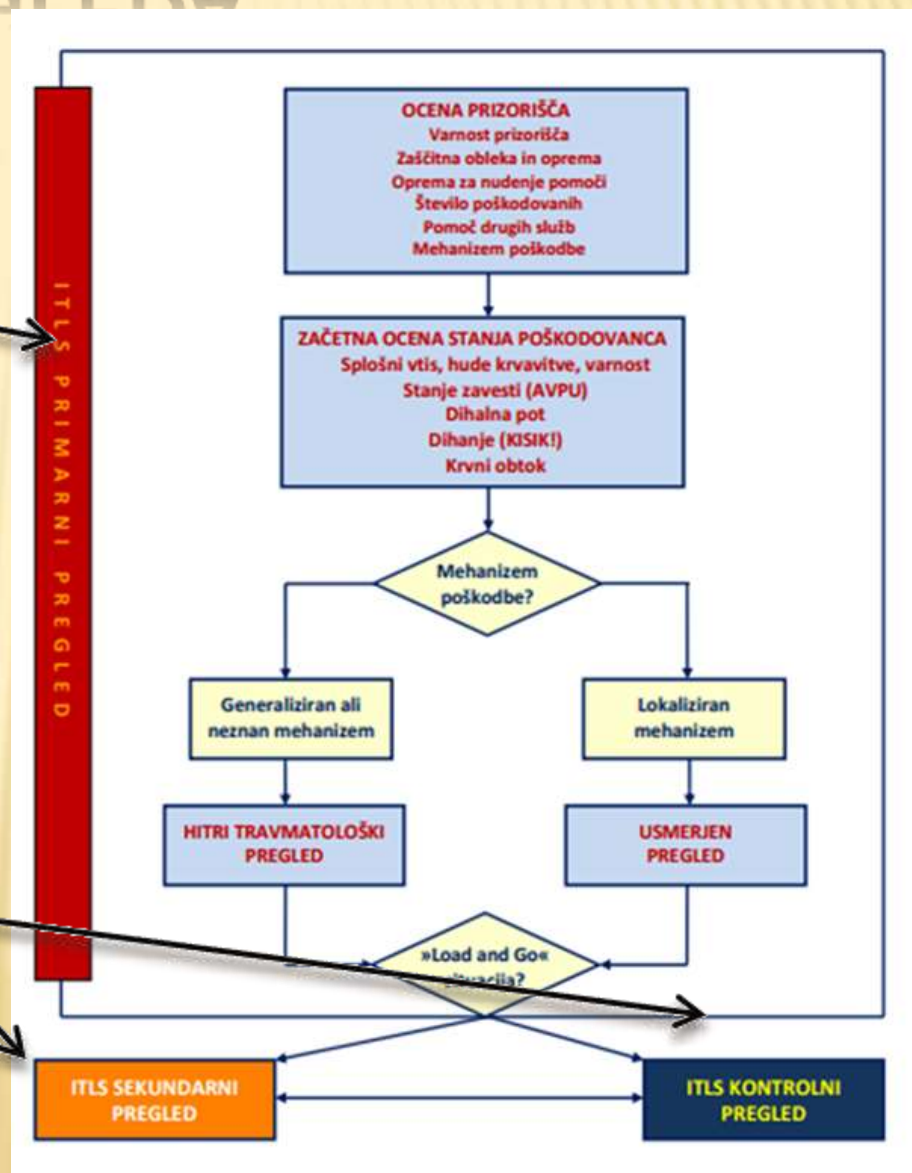 OCENA PRIZORIŠČA
Varnost prizorišča
Zaščitna obleka in oprema
Oprema za nudenje pomoči
Število poškodovanih
Pomoč drugih služb
Mehanizem poškodbe
ITLS PRIMARNI PREGLED
ZAČETNA OCENA STANJA POŠKODOVANCA
Splošni vtis, hude krvavitve, varnost
Stanje zavesti (AVPU)
Dihalna pot
Dihanje (KISIK!)
Krvni obtok
Mehanizem
poškodbe?
Generaliziran ali
neznan mehanizem
Lokaliziran
mehanizem
HITRI TRAVMATOLOŠKI
PREGLED
USMERJEN
PREGLED
»Load and Go«
situacija?
ITLS SEKUNDARNI
PREGLED
ITLS KONTROLNI
PREGLED